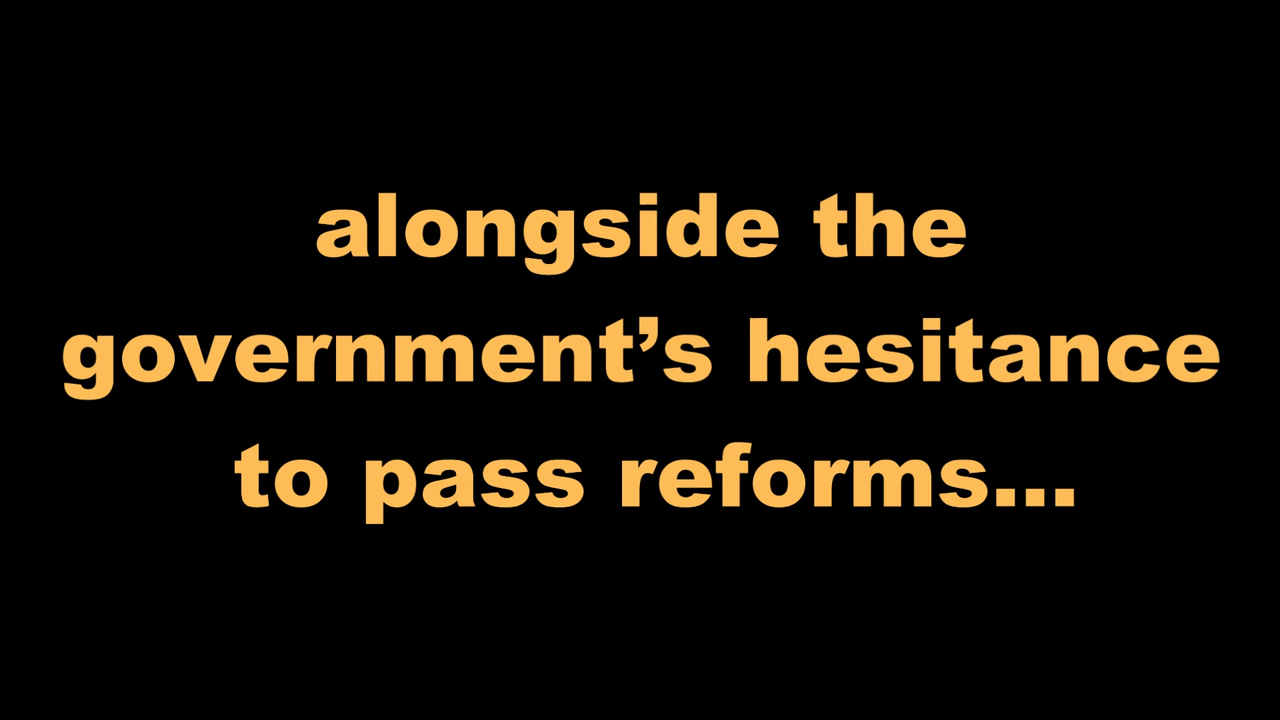 alongside the
government’s hesitance
to pass reforms...